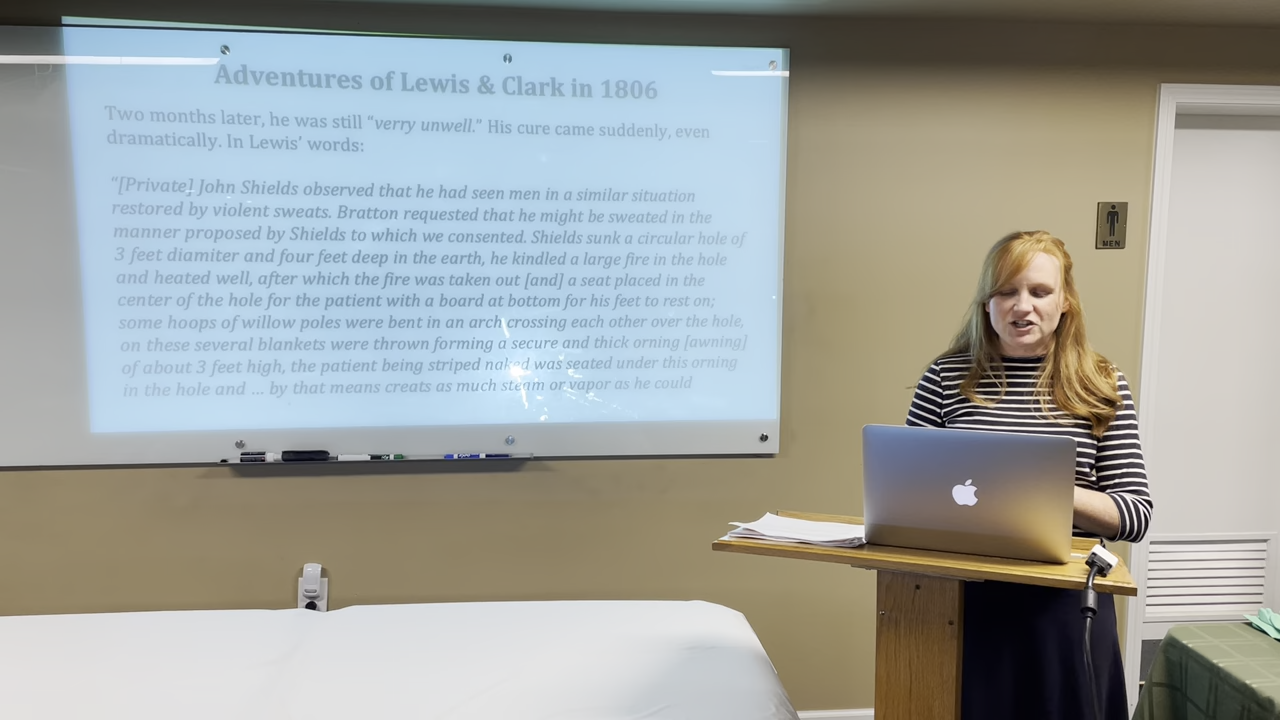 Adventures of Lewis & Clark in 1806
Two months later, he was still “verry unwell.” His cure came suddenly, even
dramatically. In Lewis’ words:
“[Private] John Shields observed that he had seen men in a similar situation
restored by violent sweats. Bratton requested that he might be sweated in the
manner proposed by Shields to which we consented. Shields sunk a circular hole of
3 feet diamiter and four feet deep in the earth, he kindled a large fire in the hole
and heated well, after which the fire was taken out [and] a seat placed in the
center of the hole for the patient with a board at bottom for his feet to rest on;
some hoops of willow poles were bent in an arch crossing each other over the hole,
on these several blankets were thrown forming a secure and thick orning [awning]
of about 3 feet high, the patient being striped naked was seated under this orning
in the hole and ... by that means creats as much steam or vapor as he could
MEN